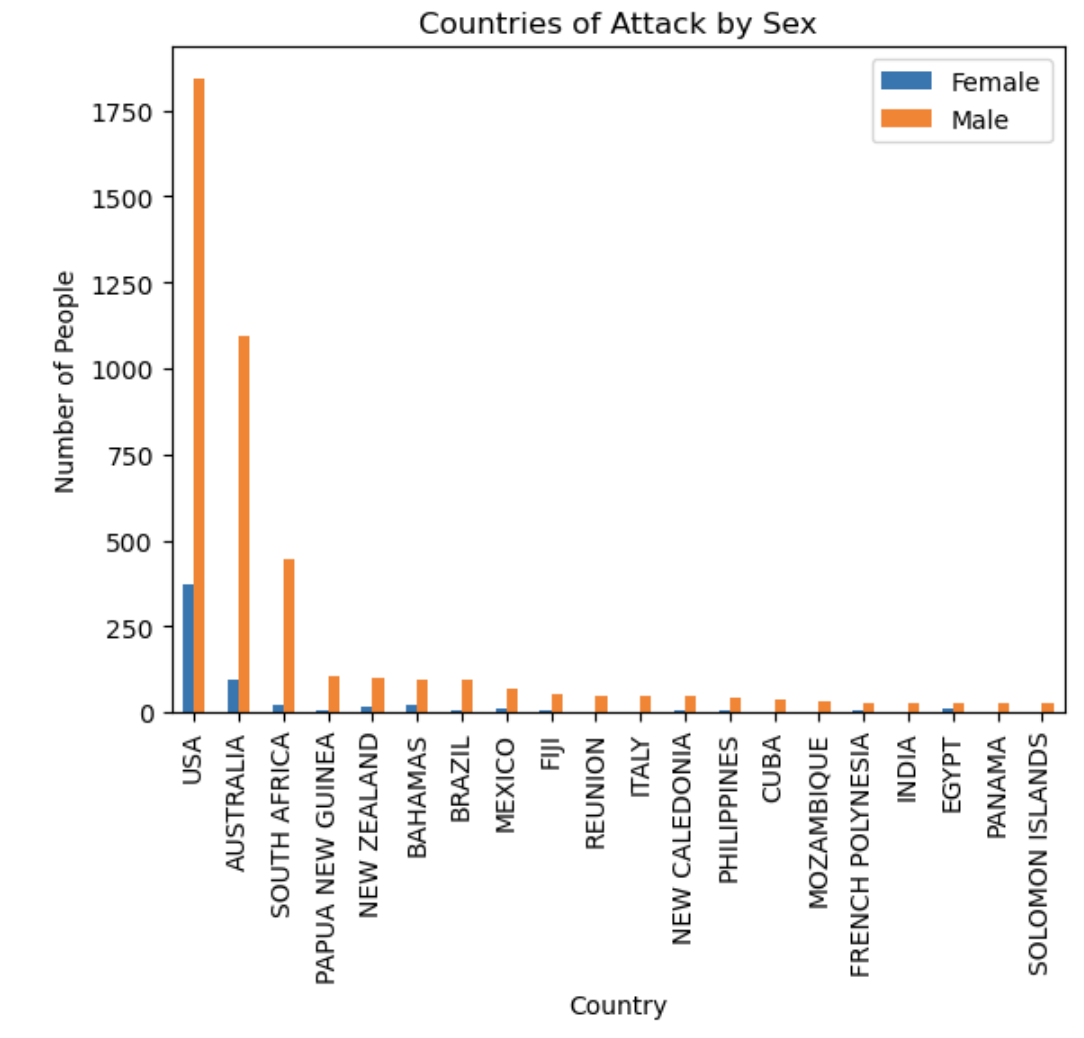 Countries of Attack by Sex
Female
Male
Number of People
1750
1500
1250
1000
750
500
250
0
USA
AUSTRALIA
SOUTH AFRICA
PAPUA NEW GUINEA
NEW ZEALAND
BAHAMAS
BRAZIL
MEXICO
FIJI
REUNION
ITALY
NEW CALEDONIA
PHILIPPINES
CUBA
MOZAMBIQUE
FRENCH POLYNESIA
INDIA
EGYPT
PANAMA
SOLOMON ISLANDS
Country